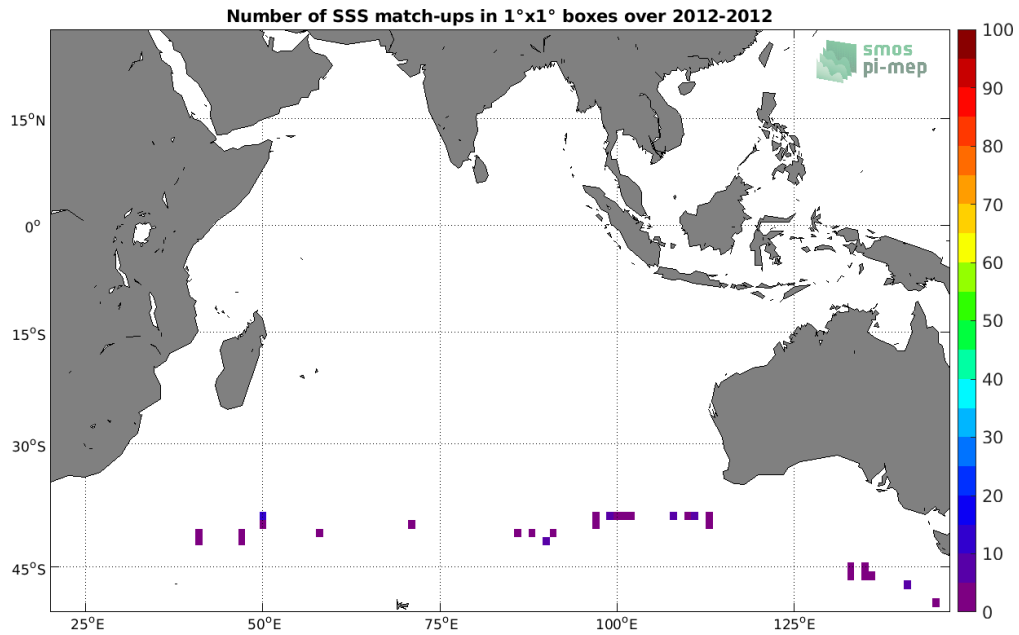 Number of SSS match-ups in 1°x1° boxes over 2012-2012
smos
pi-mep
100
90
80
70
60
50
40
30
20
10
0
15°N
0°
15°S
30°S
45°S
25°E
50°E
75°E
100°E
125°E